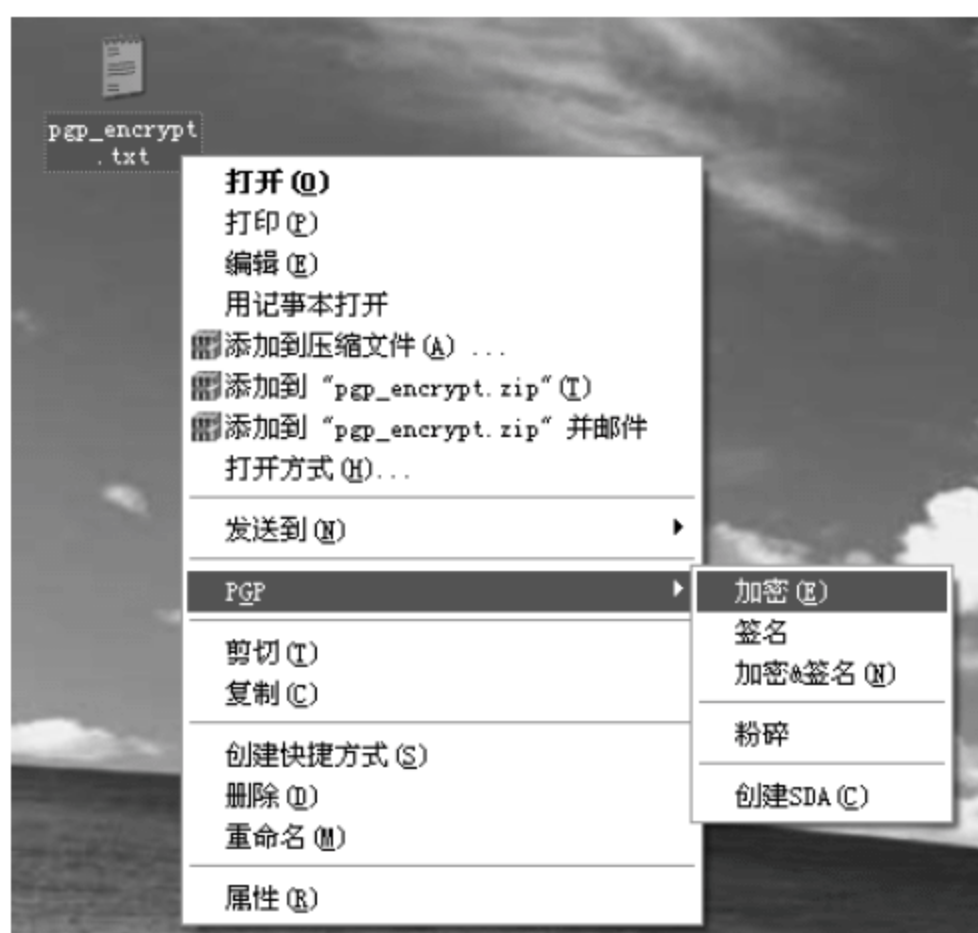 pgp_encrypt
.txt
打开(O)
打印(P)
编辑(E)
用记事本打开
添加到压缩文件(A) ...
添加到 “pgp_encrypt.zip”(T)
添加到 “pgp_encrypt.zip” 并邮件
打开方式(H)...
发送到(N)
PGP
加密(E)
签名
加密&签名(N)
粉碎
创建SDA(C)
剪切(T)
复制(C)
创建快捷方式(S)
删除(D)
重命名(M)
属性(R)